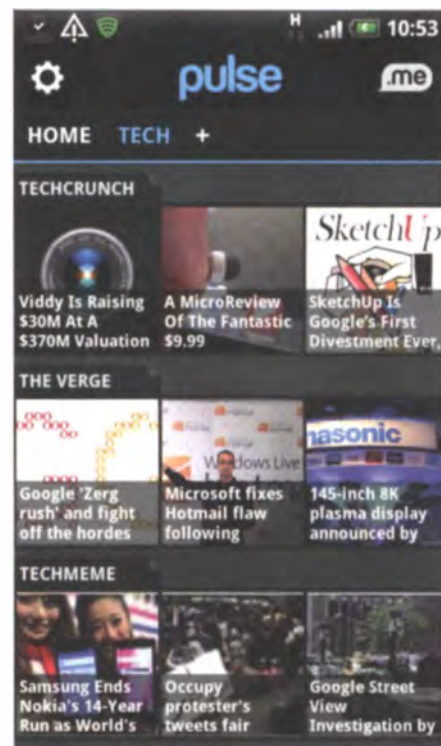 H 10:53
pulse .me
HOME TECH +
TECHCRUNCH
SketchUp
Viddy Is Raising
$30M At A
$370M Valuation
A MicroReview
Of The Fantastic
$9.99
SketchUp Is
Google's First
Divestment Ever,
THE VERGE
asonic
Windows Live
Google 'Zerg
rush' and fight
off the hordes
Microsoft fixes
Hotmail flaw
following
145-inch 8K
plasma display
announced by
TECHMEME
Samsung Ends
Nokia's 14-Year
Run as World's
Occupy
protester's
tweets fair
Google Street
View
Investigation by